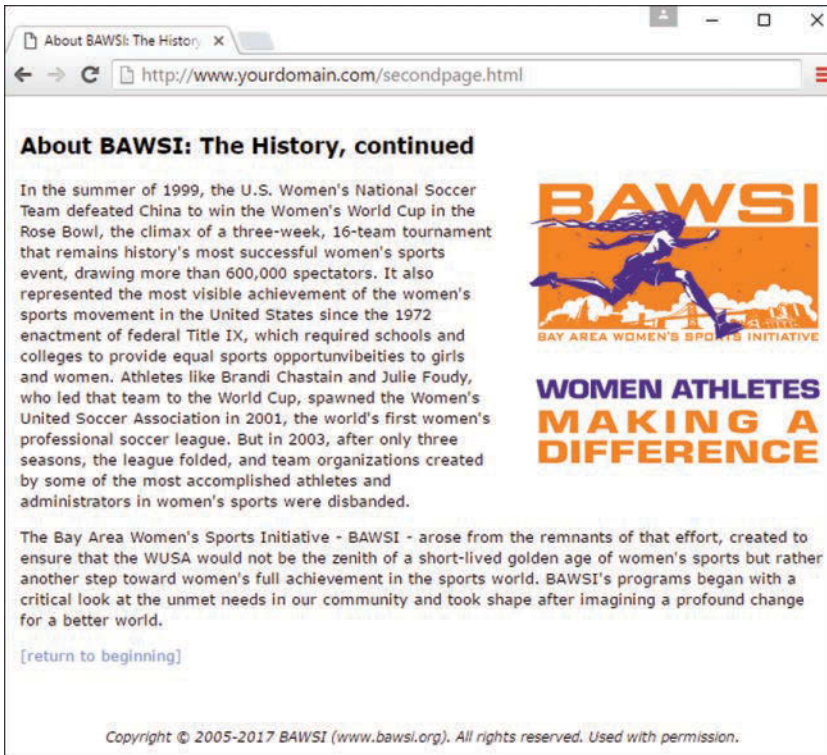 About BAWSI: The History
http://www.yourdomain.com/secondpage.html
About BAWSI: The History, continued
In the summer of 1999, the U.S. Women's National Soccer
Team defeated China to win the Women's World Cup in the
Rose Bowl, the climax of a three-week, 16-team tournament
that remains history's most successful women's sports
event, drawing more than 600,000 spectators. It also
represented the most visible achievement of the women's
sports movement in the United States since the 1972
enactment of federal Title IX, which required schools and
colleges to provide equal sports opportunvibeities to girls
and women. Athletes like Brandi Chastain and Julie Foudy,
who led that team to the World Cup, spawned the Women's
United Soccer Association in 2001, the world's first women's
professional soccer league. But in 2003, after only three
seasons, the league folded, and team organizations created
by some of the most accomplished athletes and
administrators in women's sports were disbanded.
BAWSI
BAY AREA WOMEN'S SPORTS INITIATIVE
WOMEN ATHLETES
MAKING A
DIFFERENCE
The Bay Area Women's Sports Initiative - BAWSI - arose from the remnants of that effort, created to
ensure that the WUSA would not be the zenith of a short-lived golden age of women's sports but rather
another step toward women's full achievement in the sports world. BAWSI's programs began with a
critical look at the unmet needs in our community and took shape after imagining a profound change
for a better world.
[return to beginning]
Copyright © 2005-2017 BAWSI (www.bawsi.org). All rights reserved. Used with permission.